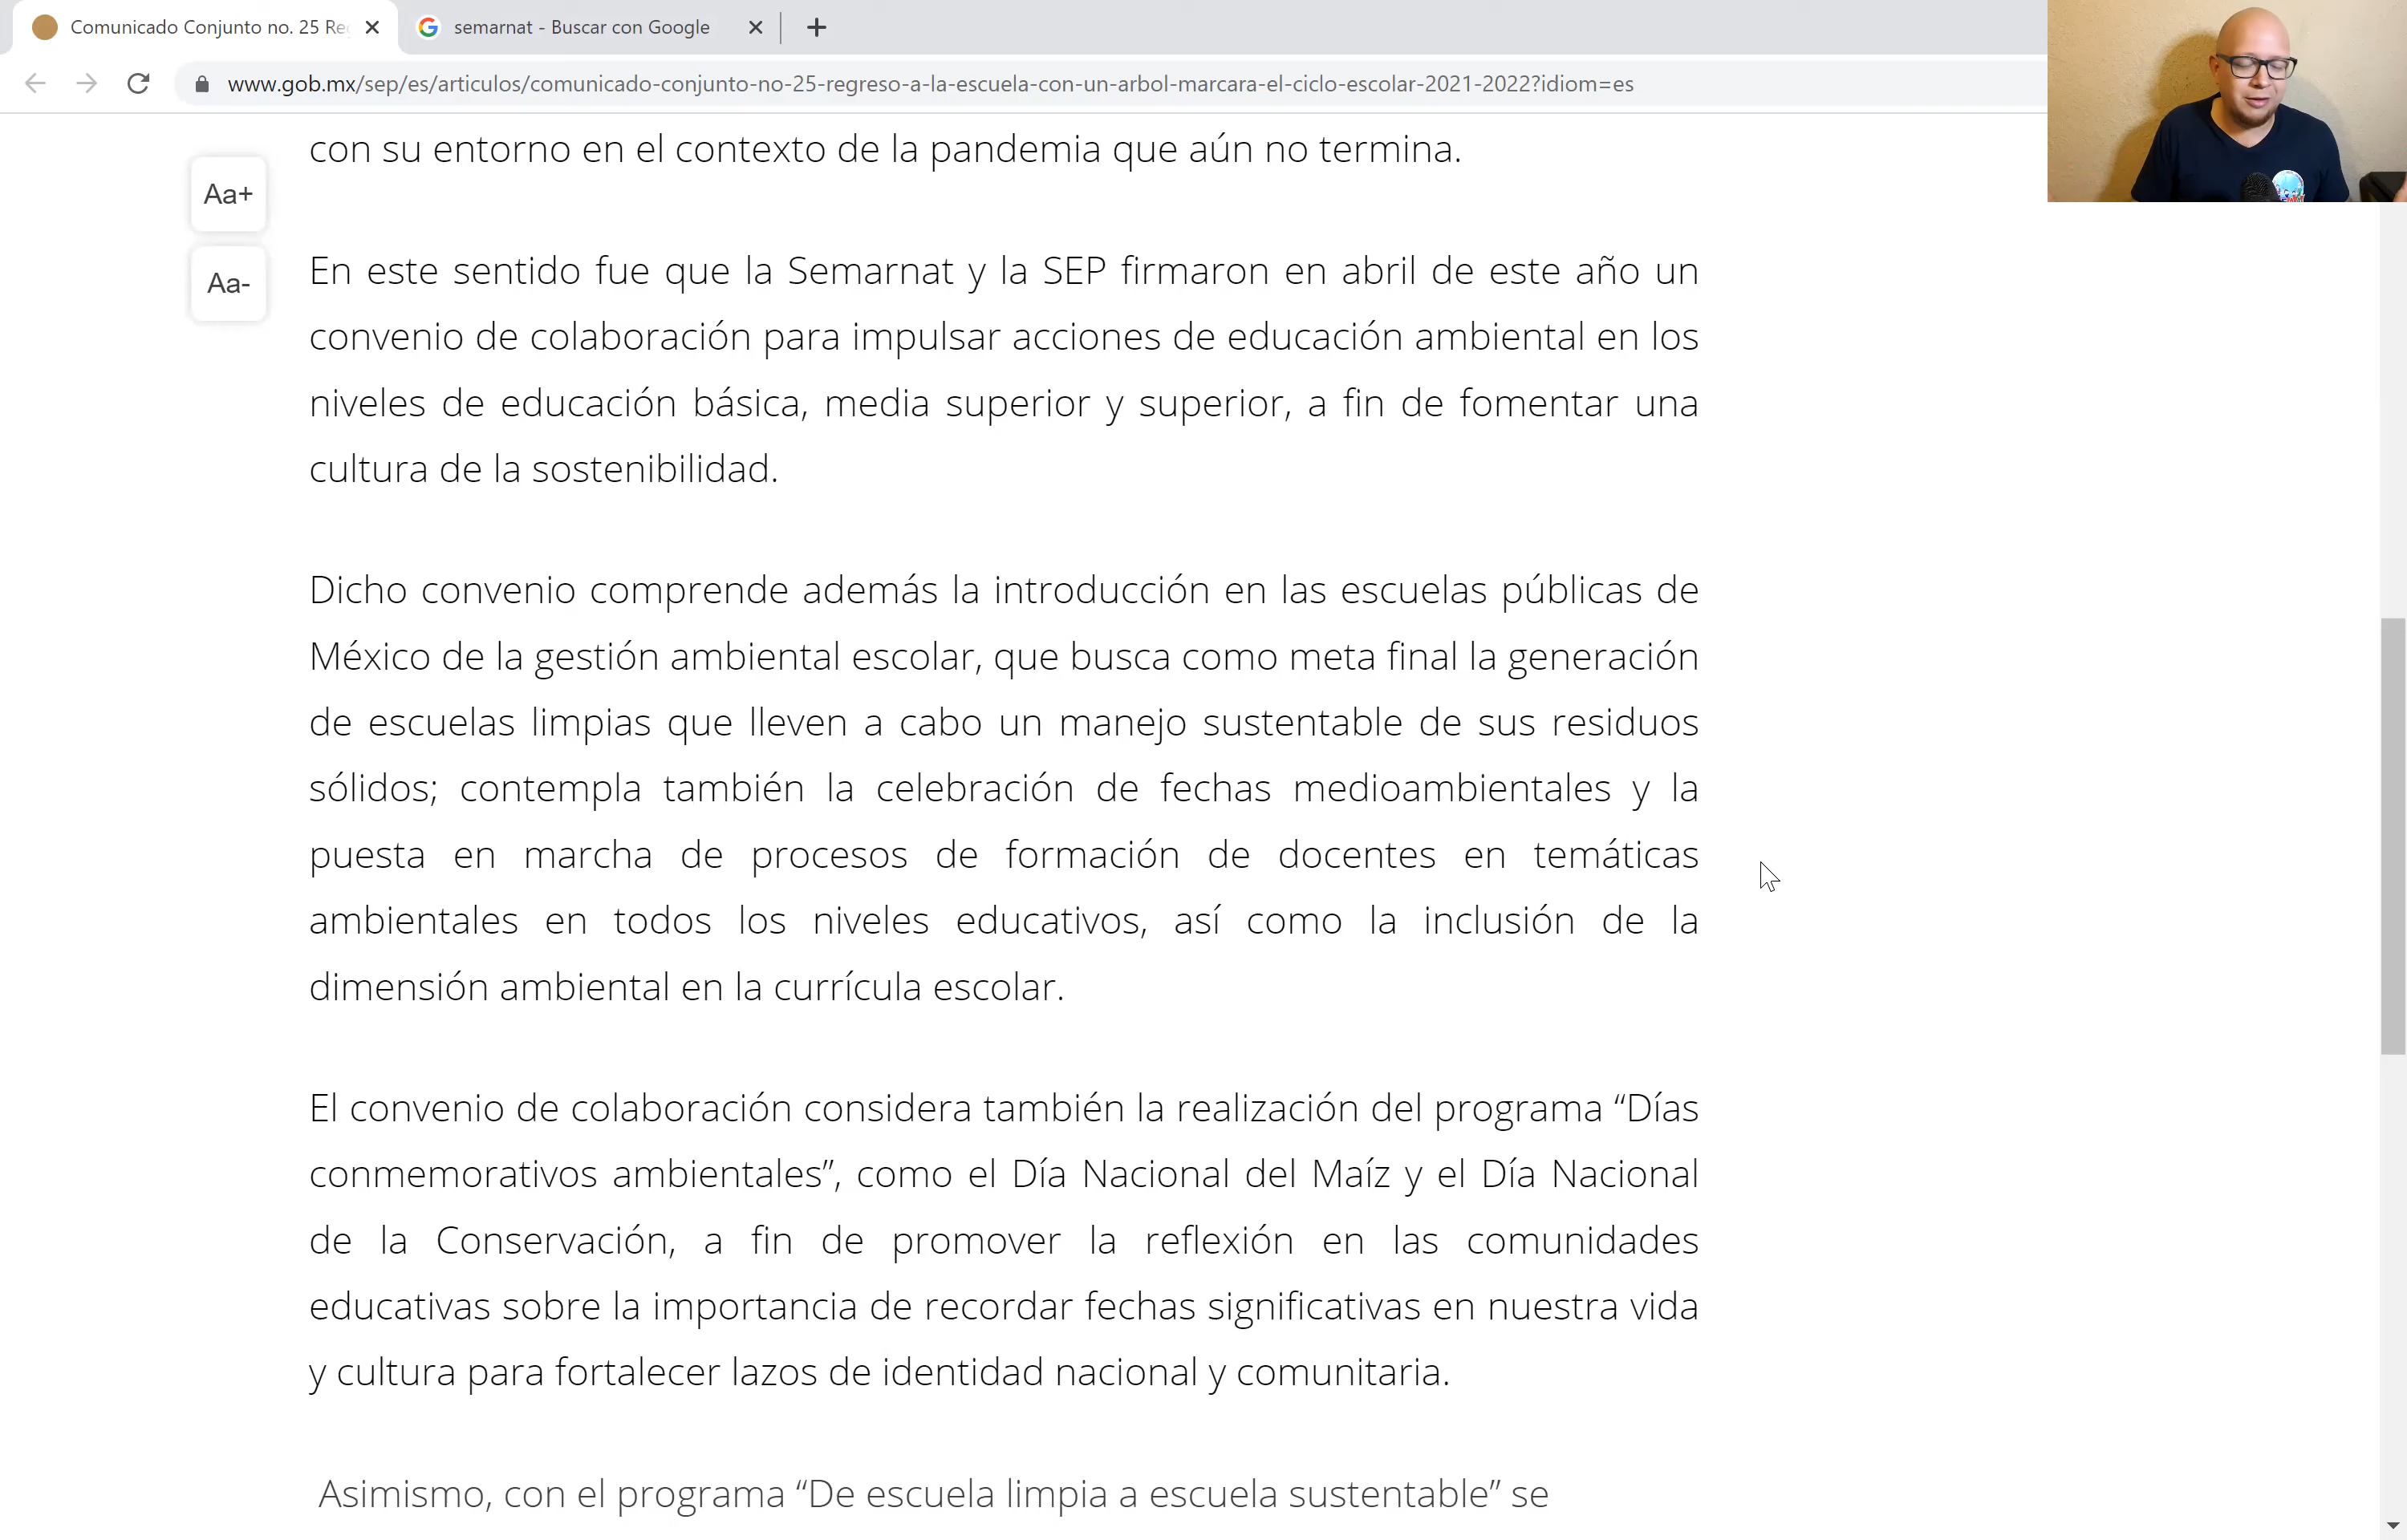 Comunicado Conjunto no. 25 Re
semarnat - Buscar con Google
www.gob.mx/sep/es/articulos/comunicado-conjunto-no-25-regreso-a-la-escuela-con-un-arbol-marcara-el-ciclo-escolar-2021-2022?idiom=es
Aa+
Aa-
con su entorno en el contexto de la pandemia que aún no termina.
En este sentido fue que la Semarnat y la SEP firmaron en abril de este año un
convenio de colaboración para impulsar acciones de educación ambiental en los
niveles de educación básica, media superior y superior, a fin de fomentar una
cultura de la sostenibilidad.
Dicho convenio comprende además la introducción en las escuelas públicas de
México de la gestión ambiental escolar, que busca como meta final la generación
de escuelas limpias que lleven a cabo un manejo sustentable de sus residuos
sólidos; contempla también la celebración de fechas medioambientales y la
puesta en marcha de procesos de formación de docentes en temáticas
ambientales en todos los niveles educativos, así como la inclusión de la
dimensión ambiental en la currícula escolar.
El convenio de colaboración considera también la realización del programa “Días
conmemorativos ambientales”, como el Día Nacional del Maíz y el Día Nacional
de la Conservación, a fin de promover la reflexión en las comunidades
educativas sobre la importancia de recordar fechas significativas en nuestra vida
y cultura para fortalecer lazos de identidad nacional y comunitaria.
Asimismo, con el programa “De escuela limpia a escuela sustentable” se